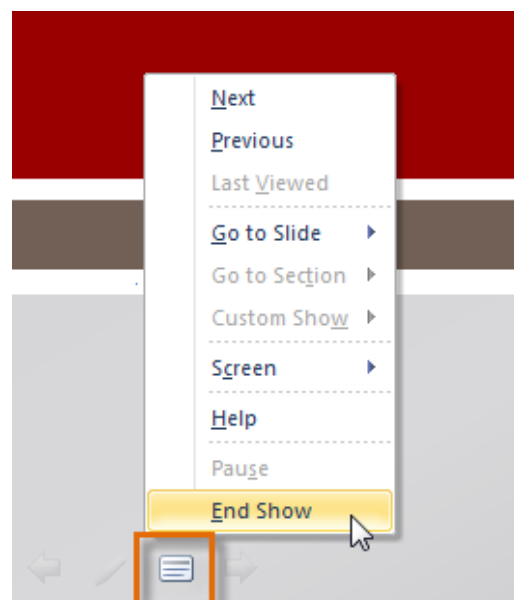 Next
Previous
Last Viewed
Go to Slide
Go to Section
Custom Show
Screen
Help
Pause
End Show